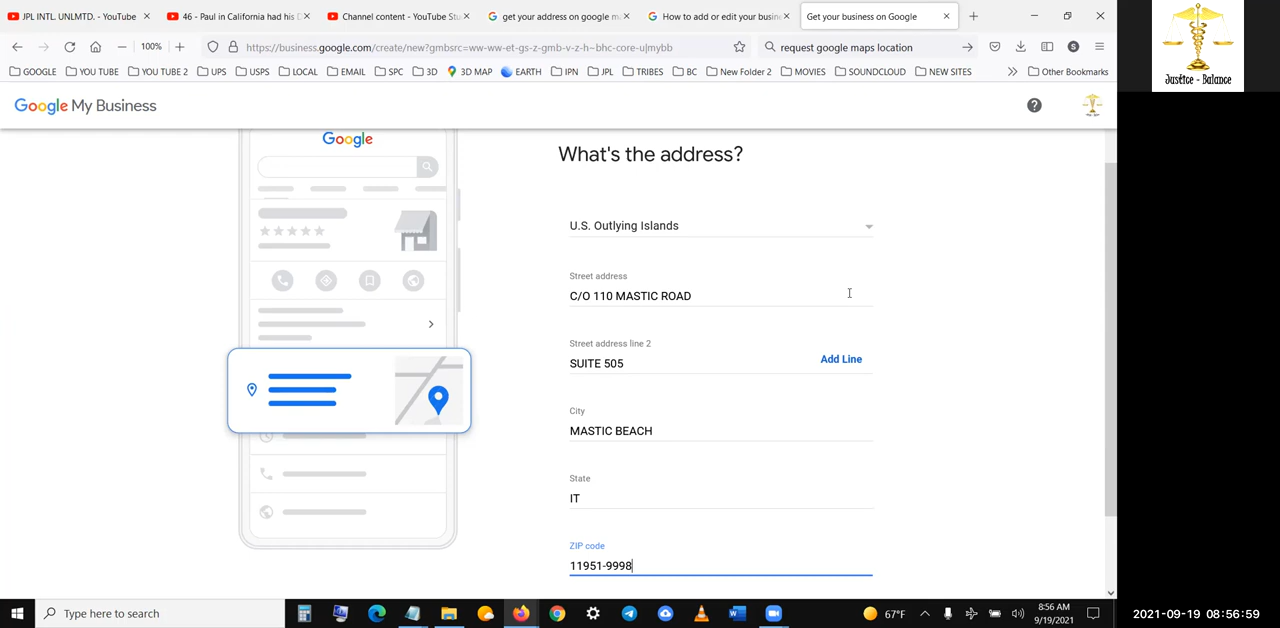 JPL INTL. UNLMTD. - YouTube
46 - Paul in California had his D
Channel content - YouTube Stu
get your address on google m
How to add or edit your busin
Get your business on Google
100%
https://business.google.com/create/new?gmbsrc=ww-ww-et-gs-z-gmb-v-z-h~bhc-core-u|mybb
request google maps location
GOOGLE
YOU TUBE
YOU TUBE 2
UPS
USPS
LOCAL
EMAIL
SPC
3D
3D MAP
EARTH
IPN
JPL
TRIBES
BC
New Folder 2
MOVIES
SOUNDCLOUD
NEW SITES
Other Bookmarks
Justice - Balance
Google My Business
Google
What's the address?
U.S. Outlying Islands
Street address
C/O 110 MASTIC ROAD
Street address line 2
SUITE 505
Add Line
City
MASTIC BEACH
State
IT
ZIP code
11951-9998
Type here to search
67°F
8:56 AM
9/19/2021
2021-09-19 08:56:59